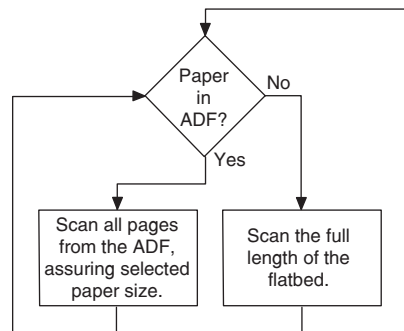 Paper
in
ADF?
No
Yes
Scan all pages
from the ADF,
assuring selected
paper size.
Scan the full
length of the
flatbed.